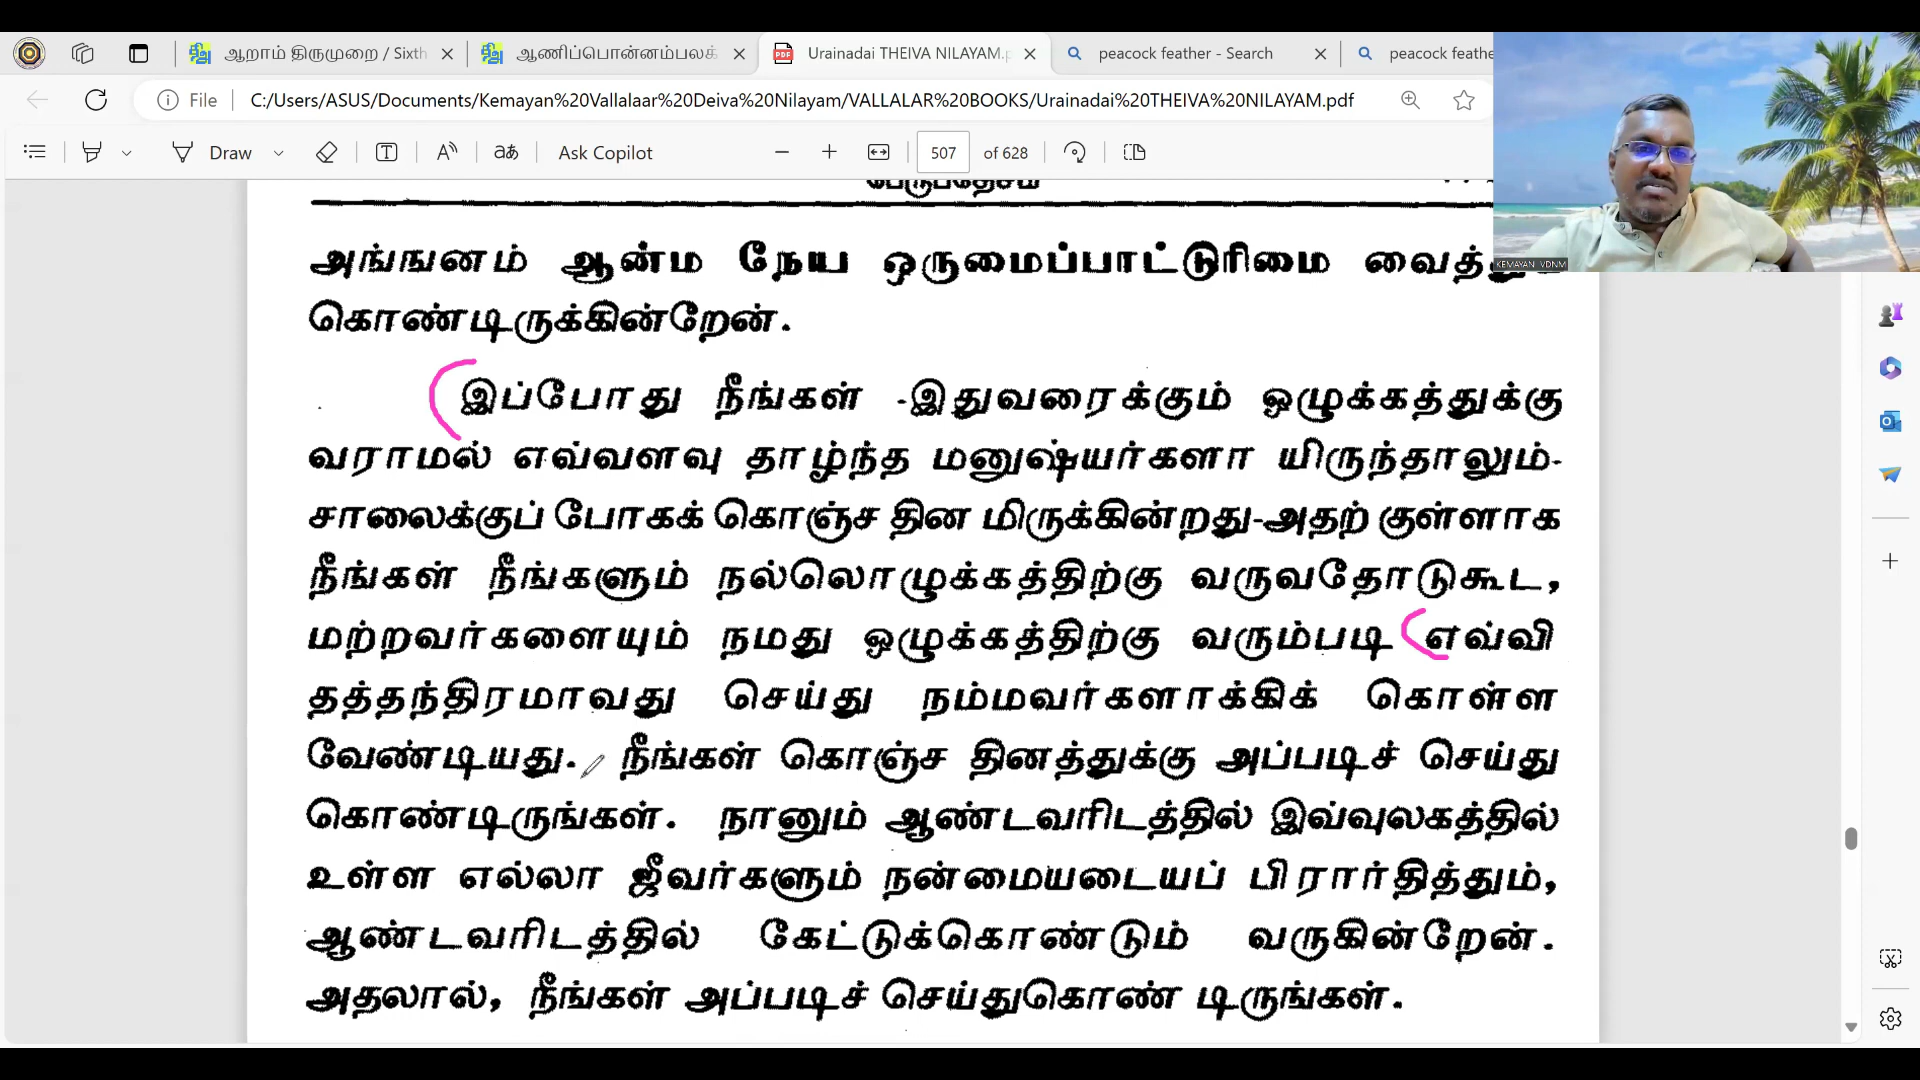 ஆறாம் திருமுறை / Sixth
ஆணிப்பொன்னம்பலக்
Urainadai THEIVA NILAYAM.p
peacock feather - Search
peacock feathe
File
C:/Users/ASUS/Documents/Kemayan%20Vallalaar%20Deiva%20Nilayam/VALLALAR%20BOOKS/Urainadai%20THEIVA%20NILAYAM.pdf
Draw
Ask Copilot
507 of 628
KEMAYAN VDNM
பேருபதேசம்
அங்ஙனம் ஆன்ம நேய ஒருமைப்பாட்டுரிமை
கொண்டிருக்கின்றேன்.
இப்போது நீங்கள் -இதுவரைக்கும் ஒழுக்கத்துக்கு
வராமல் எவ்வளவு தாழ்ந்த மனுஷ்யர்களா யிருந்தாலும்-
சாலைக்குப் போகக் கொஞ்ச தின மிருக்கின்றது-அதற் குள்ளாக
நீங்கள் நீங்களும் நல்லொழுக்கத்திற்கு வருவதோடுகூட,
மற்றவர்களையும் நமது ஒழுக்கத்திற்கு வரும்படி எவ்வி
தத்தந்திரமாவது செய்து நம்மவர்களாக்கிக் கொள்ள
வேண்டியது. நீங்கள் கொஞ்ச தினத்துக்கு அப்படிச் செய்து
கொண்டிருங்கள். நானும் ஆண்டவரிடத்தில் இவ்வுலகத்தில்
உள்ள எல்லா ஜீவர்களும் நன்மையடையப் பிரார்தித்தும்,
ஆண்டவரிடத்தில் கேட்டுக்கொண்டும் வருகின்றேன்.
அதலால், நீங்கள் அப்படிச் செய்துகொண் டிருங்கள்.